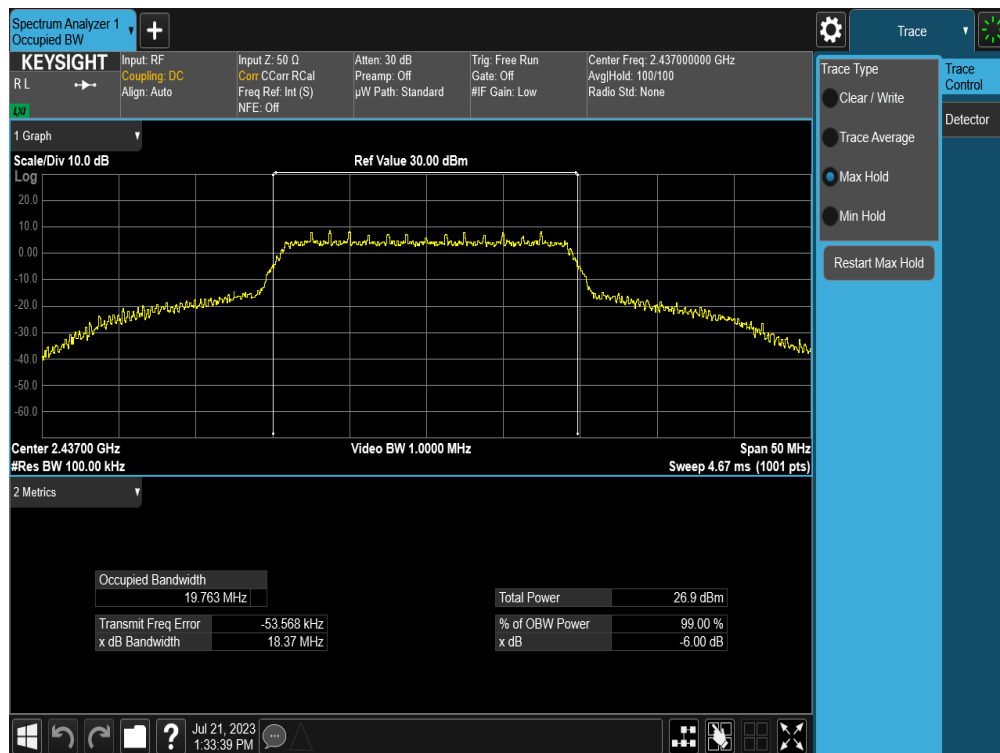 Spectrum Analyzer 1
Occupied BW
Trace
KEYSIGHT
R L
LXI
Input: RF
Coupling: DC
Align: Auto
Input Z: 50 Ω
Corr CCorr RCal
Freq Ref: Int (S)
NFE: Off
Atten: 30 dB
Preamp: Off
µW Path: Standard
Trig: Free Run
Gate: Off
#IF Gain: Low
Center Freq: 2.437000000 GHz
Avg|Hold: 100/100
Radio Std: None
Trace Type
Clear / Write
Trace Average
Max Hold
Min Hold
Restart Max Hold
Trace
Control
Detector
1 Graph
Scale/Div 10.0 dB
Ref Value 30.00 dBm
Log
20.0
10.0
0.00
-10.0
-20.0
-30.0
-40.0
-50.0
-60.0
Center 2.43700 GHz
Video BW 1.0000 MHz
Span 50 MHz
#Res BW 100.00 kHz
Sweep 4.67 ms (1001 pts)
2 Metrics
Occupied Bandwidth
19.763 MHz
Total Power 26.9 dBm
Transmit Freq Error -53.568 kHz
% of OBW Power 99.00 %
x dB Bandwidth 18.37 MHz
x dB -6.00 dB
?
Jul 21, 2023
1:33:39 PM